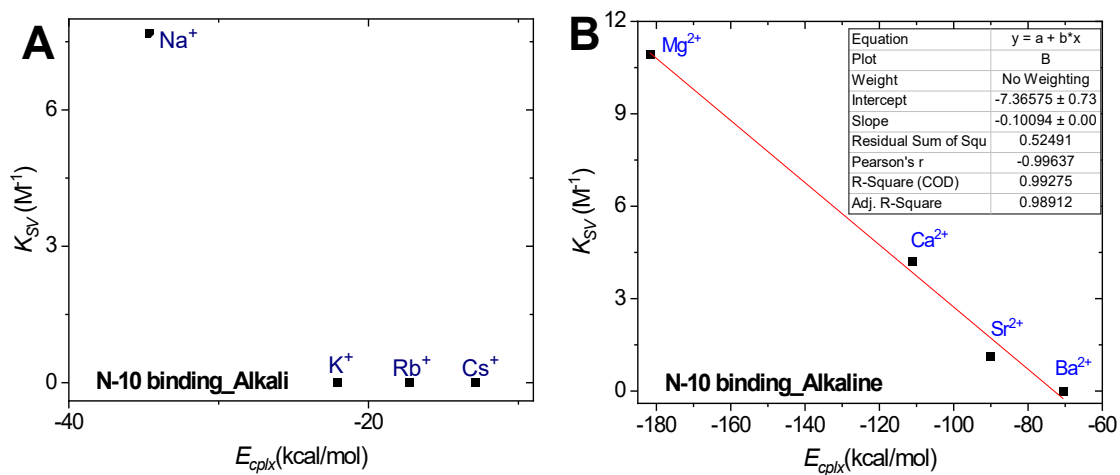 A
Na+
K+
Rb+
Cs+
N-10 binding_Alkali
KSV (M-1)
0
3
6
-40
-20
Ecplx(kcal/mol)
B
Mg2+
Ca2+
Sr2+
Ba2+
Equation y = a + b*x
Plot B
Weight No Weighting
Intercept -7.36575 ± 0.73
Slope -0.10094 ± 0.00
Residual Sum of Squ 0.52491
Pearson's r -0.99637
R-Square (COD) 0.99275
Adj. R-Square 0.98912
N-10 binding_Alkaline
KSV (M-1)
12
9
6
3
0
-180 -160 -140 -120 -100 -80 -60
Ecplx(kcal/mol)